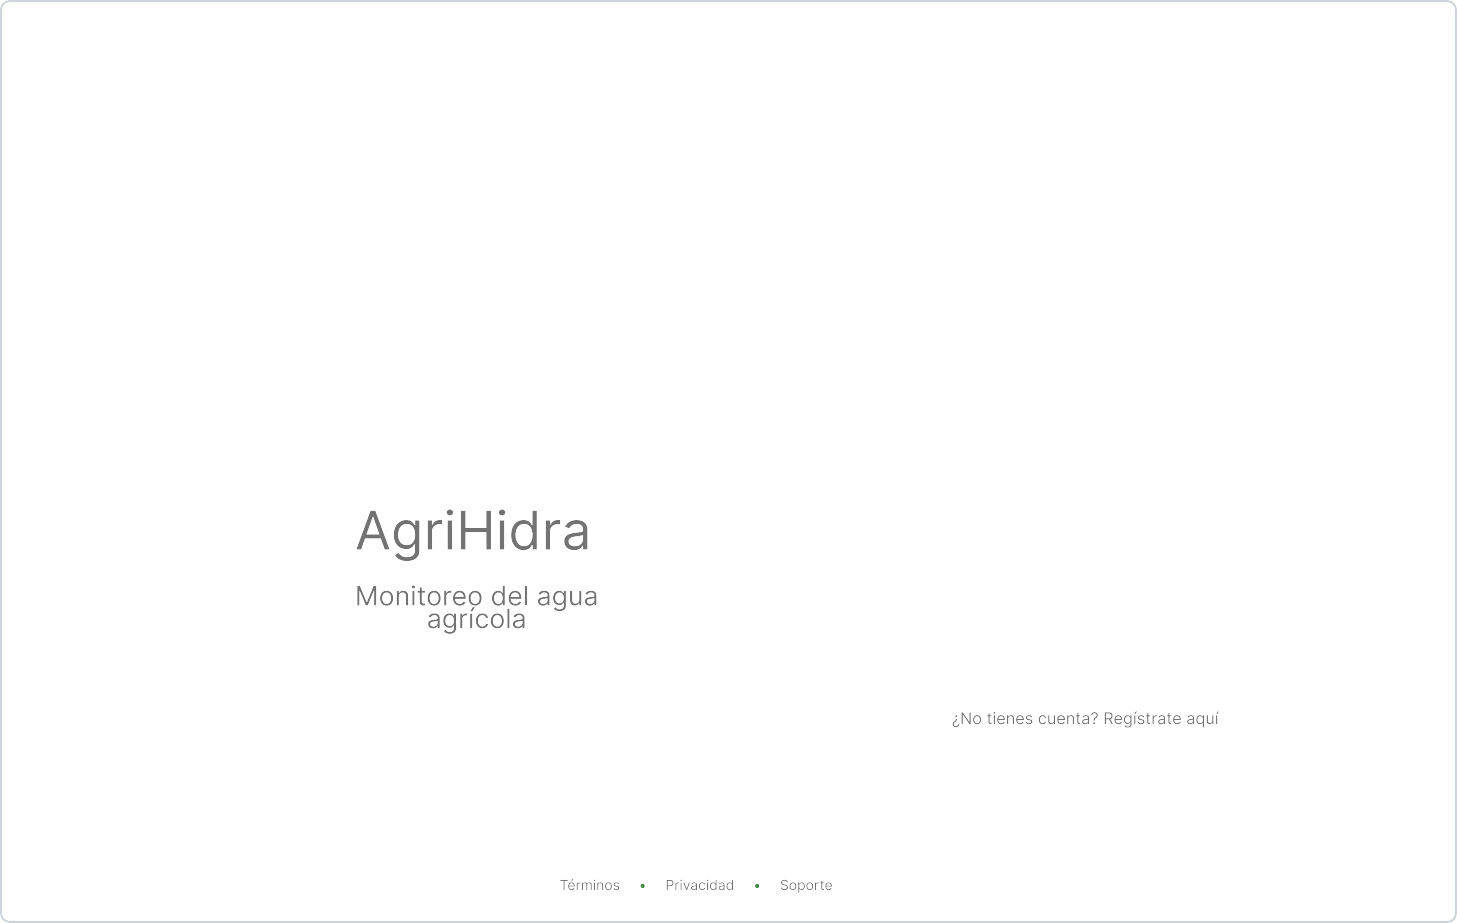 AgriHidra
Monitoreo del agua
agrícola
¿No tienes cuenta? Regístrate aquí
Términos • Privacidad • Soporte